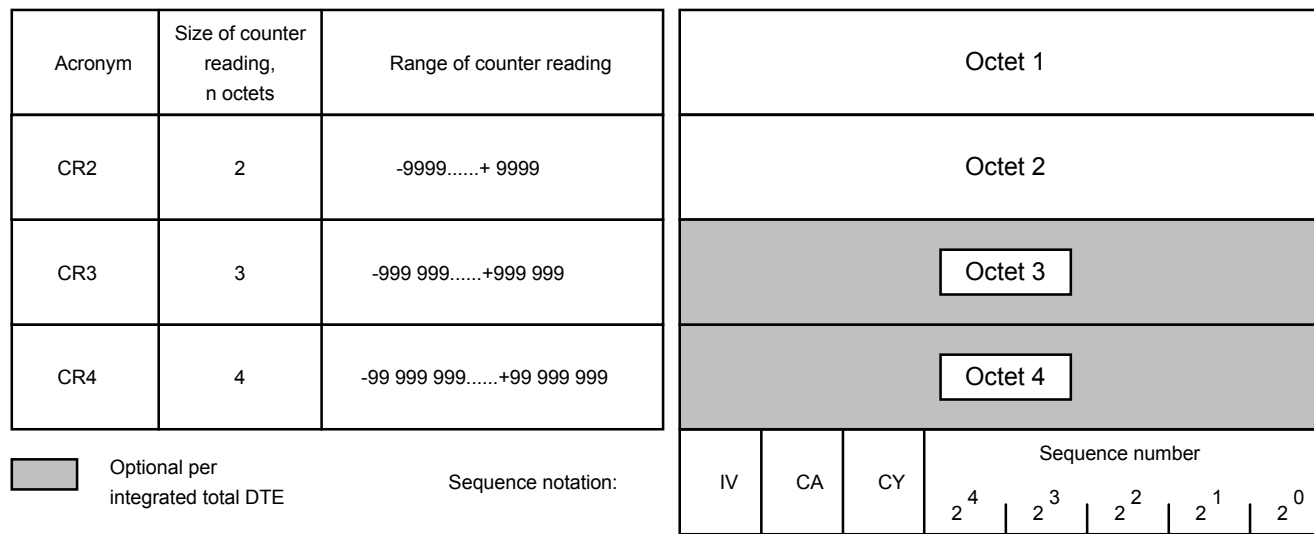 Acronym
Size of counter
reading,
n octets
Range of counter reading
CR2
2
-9999......+ 9999
CR3
3
-999 999......+999 999
CR4
4
-99 999 999......+99 999 999
Optional per
integrated total DTE
Sequence notation:
Octet 1
Octet 2
Octet 3
Octet 4
IV
CA
CY
Sequence number
2^4 2^3 2^2 2^1 2^0